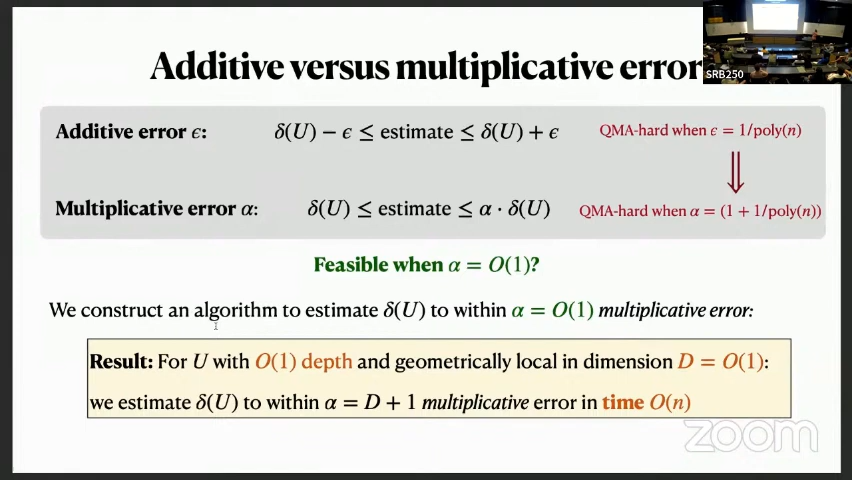 Additive versus multiplicative error
SRB250
Additive error ϵ: δ(U) − ϵ ≤ estimate ≤ δ(U) + ϵ QMA-hard when ϵ = 1/poly(n)
⇓
Multiplicative error α: δ(U) ≤ estimate ≤ α · δ(U) QMA-hard when α = (1 + 1/poly(n))
Feasible when α = O(1)?
We construct an algorithm to estimate δ(U) to within α = O(1) multiplicative error:
Result: For U with O(1) depth and geometrically local in dimension D = O(1):
we estimate δ(U) to within α = D + 1 multiplicative error in time O(n)
zoom